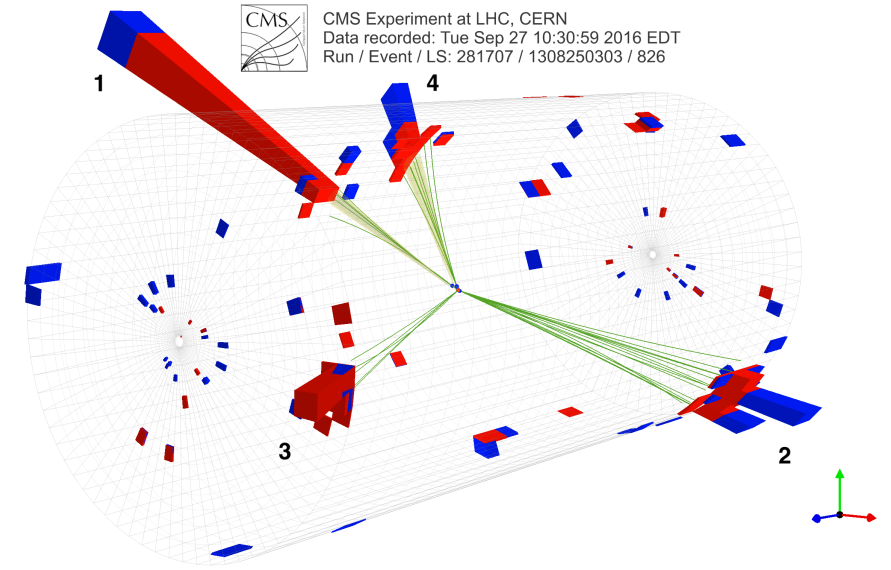 CMS
CMS Experiment at LHC, CERN
Data recorded: Tue Sep 27 10:30:59 2016 EDT
Run / Event / LS: 281707 / 1308250303 / 826
1
4
3
2